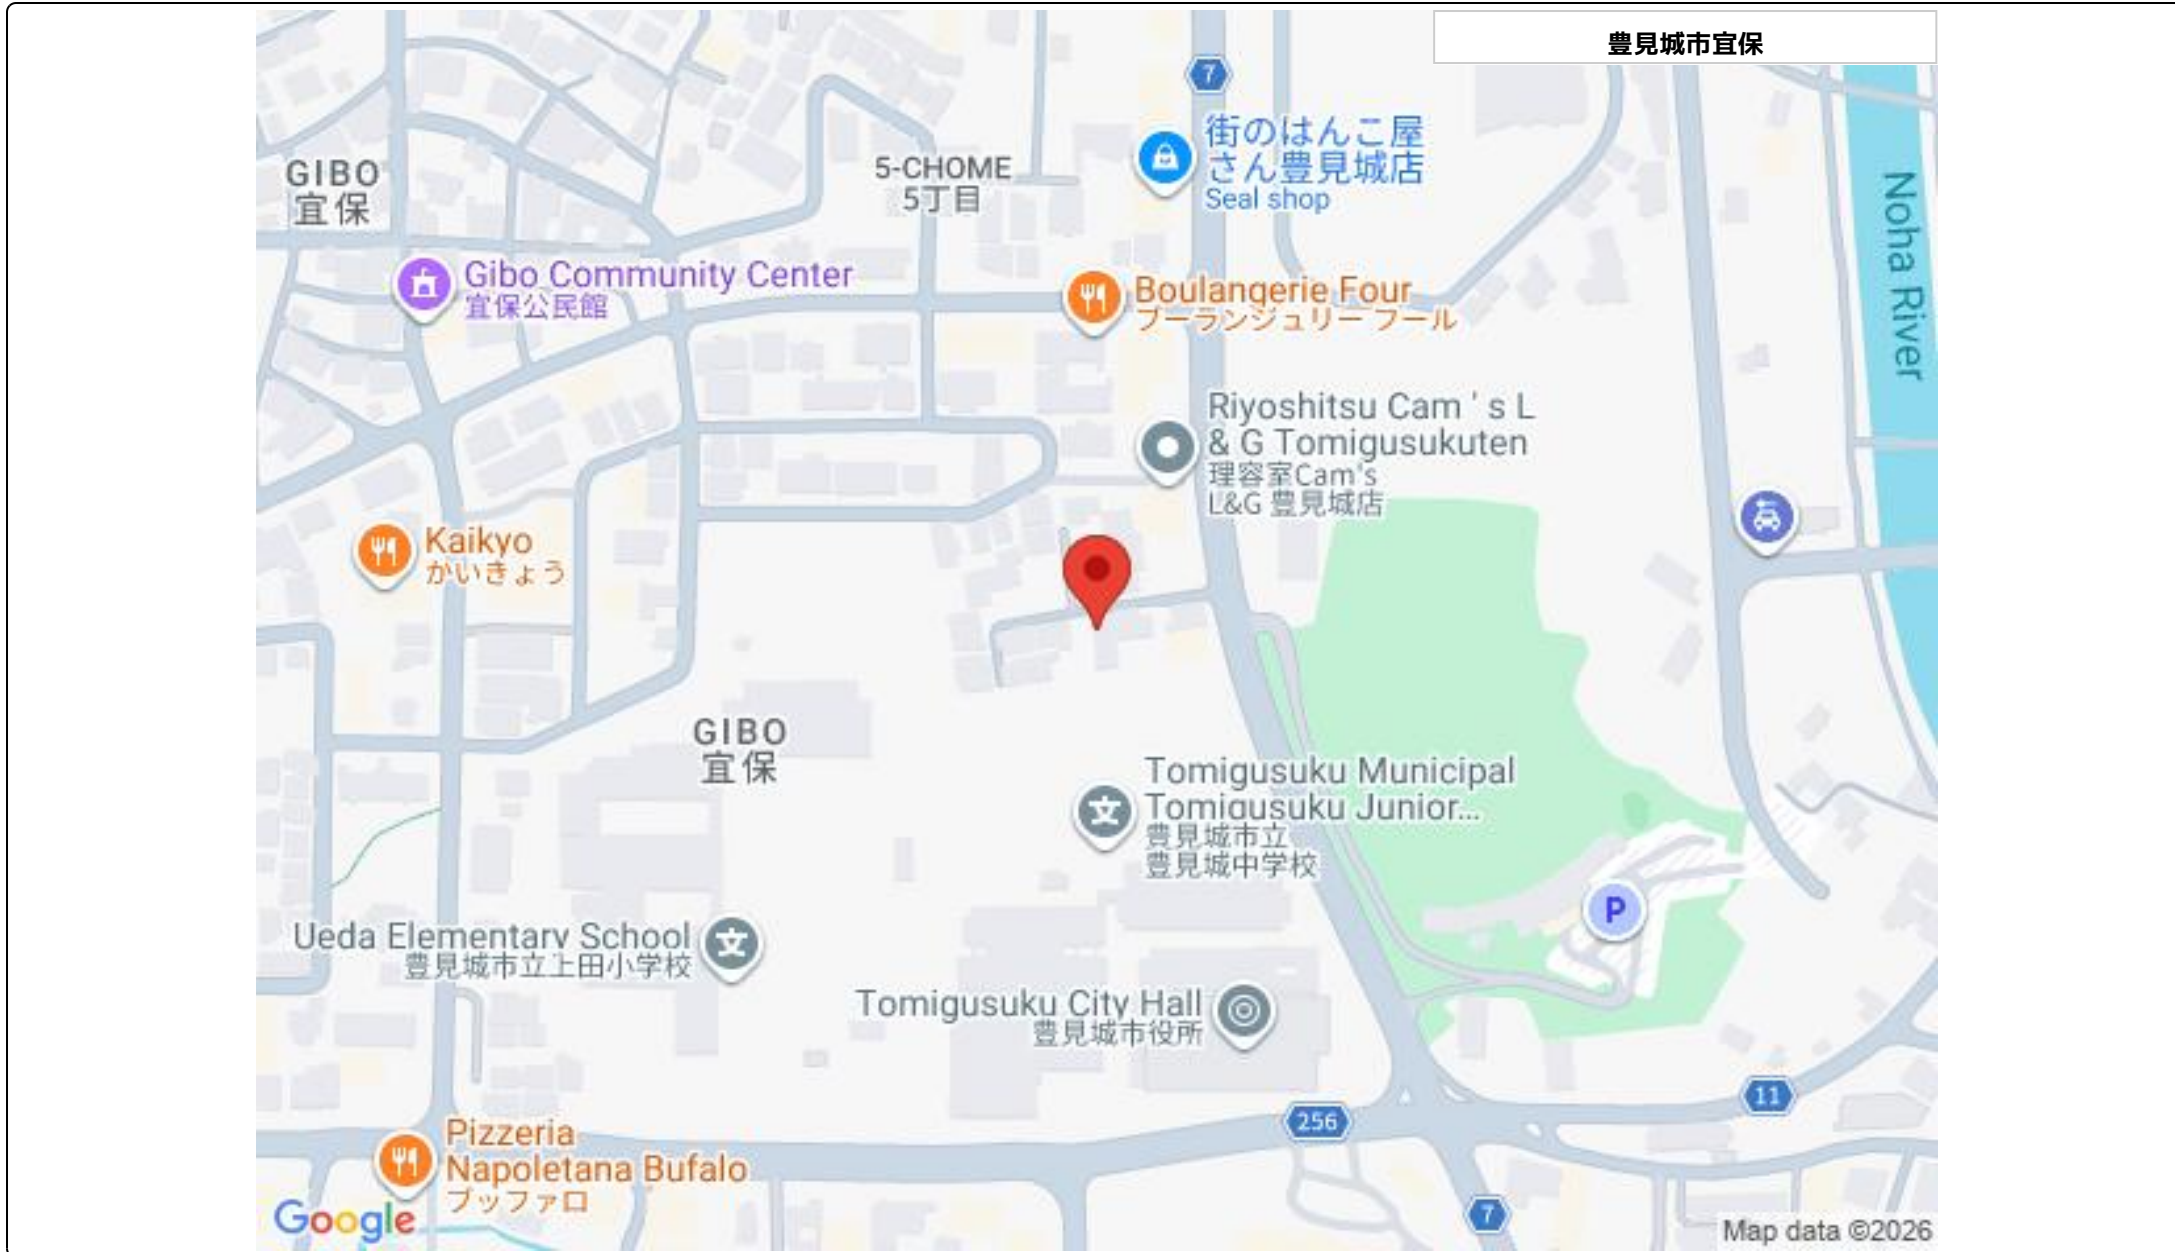 豊見城市宜保
7
街のはんこ屋
さん豊見城店
Seal shop
5-CHOME
5丁目
GIBO
宜保
Noha River
Gibo Community Center
宜保公民館
Boulangerie Four
ブーランジュリー フール
Riyoshitsu Cam ' s L
& G Tomigusukuten
理容室Cam's
L&G 豊見城店
Kaikyo
かいきょう
GIBO
宜保
Tomigusuku Municipal
Tomigusuku Junior...
豊見城市立
豊見城中学校
P
Ueda Elementary School
豊見城市立上田小学校
Tomigusuku City Hall
豊見城市役所
11
256
Pizzeria
Napoletana Bufalo
ブッファロ
7
Google
Map data ©2026